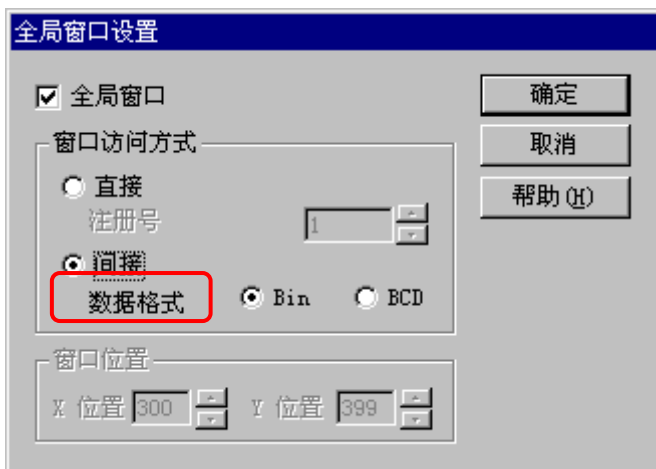 全局窗口设置
全局窗口
确定
窗口访问方式
取消
直接
帮助(H)
注册号 1
间接
数据格式 Bin BCD
窗口位置
X 位置 300 Y 位置 399